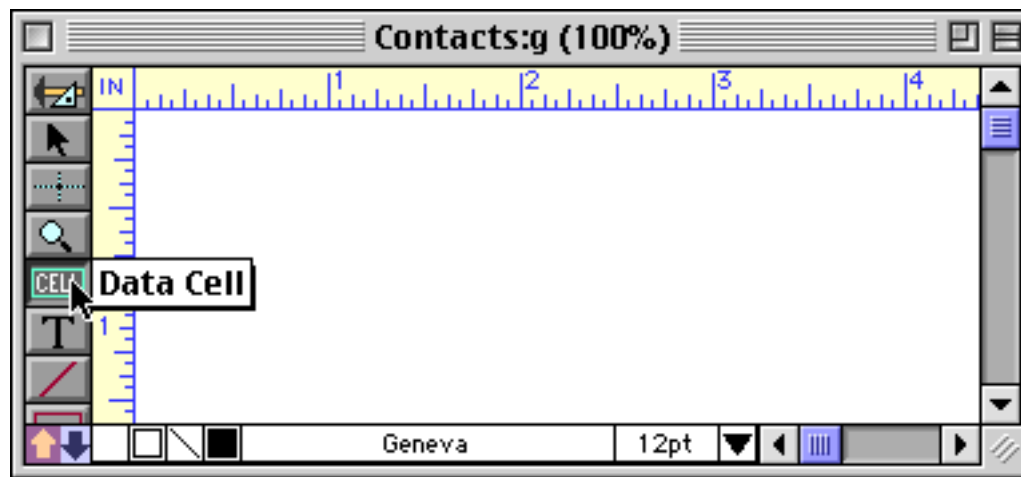 Contacts:g (100%)
IN 1 2 3 4
CELL Data Cell
T 1
Geneva 12pt